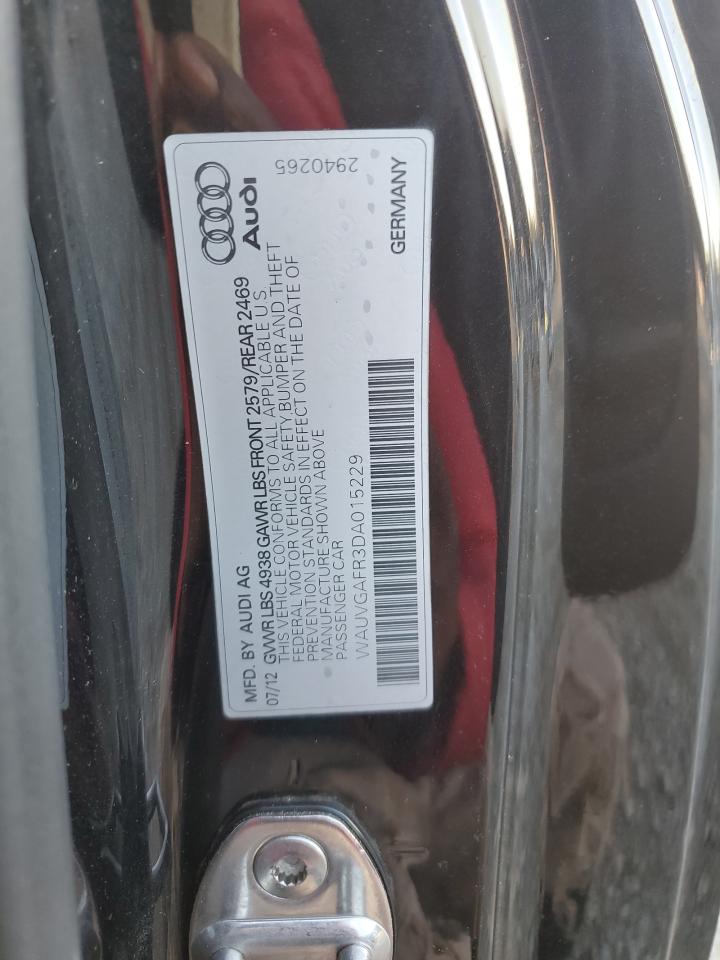 Audi
2940265
MFD. BY AUDI AG
07/12 GVWR LBS 4938 GAWR LBS FRONT 2579/REAR 2469
THIS VEHICLE CONFORMS TO ALL APPLICABLE U S
FEDERAL MOTOR VEHICLE SAFETY, BUMPER AND THEFT
PREVENTION STANDARDS IN EFFECT ON THE DATE OF
MANUFACTURE SHOWN ABOVE
PASSENGER CAR
WAUVGAFR3DA015229
GERMANY